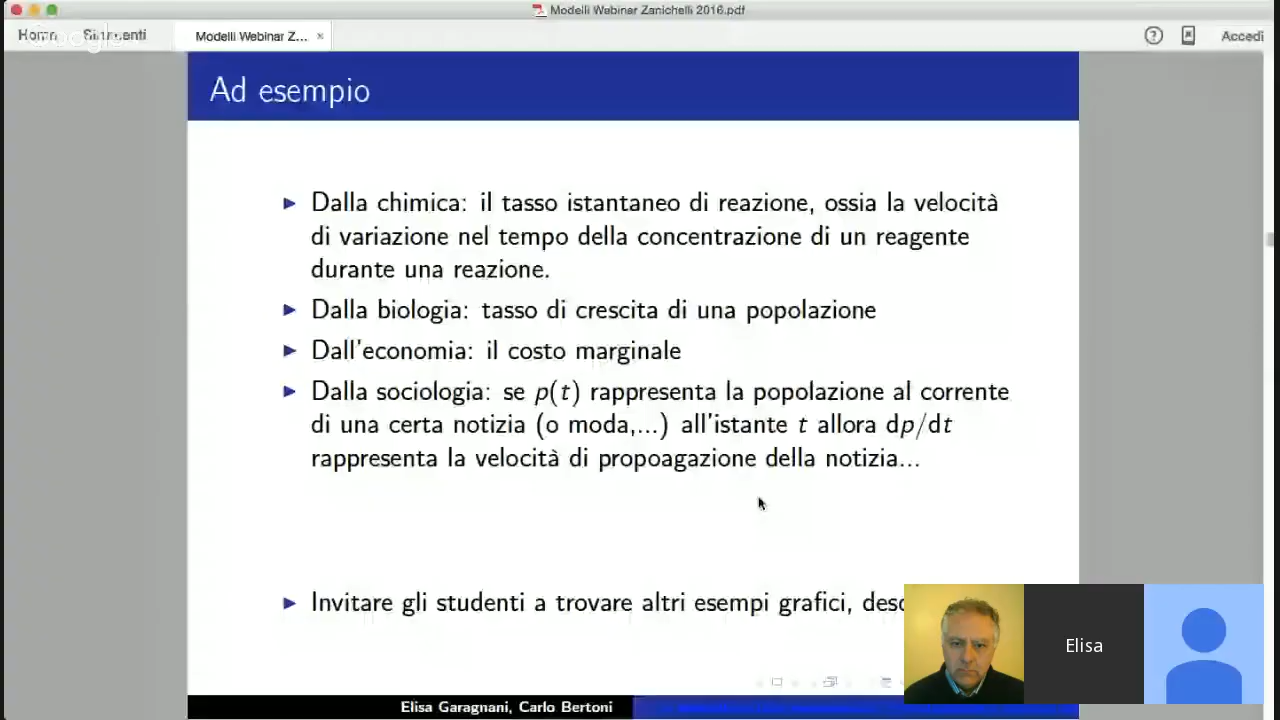 Modelli Webinar Zanichelli 2016.pdf
Home Strumenti Modelli Webinar Z... × ? Accedi
Google
Ad esempio
▶ Dalla chimica: il tasso istantaneo di reazione, ossia la velocità
di variazione nel tempo della concentrazione di un reagente
durante una reazione.
▶ Dalla biologia: tasso di crescita di una popolazione
▶ Dall'economia: il costo marginale
▶ Dalla sociologia: se p(t) rappresenta la popolazione al corrente
di una certa notizia (o moda,...) all'istante t allora dp/dt
rappresenta la velocità di propoagazione della notizia...
▶ Invitare gli studenti a trovare altri esempi grafici,
Elisa
Elisa Garagnani, Carlo Bertoni